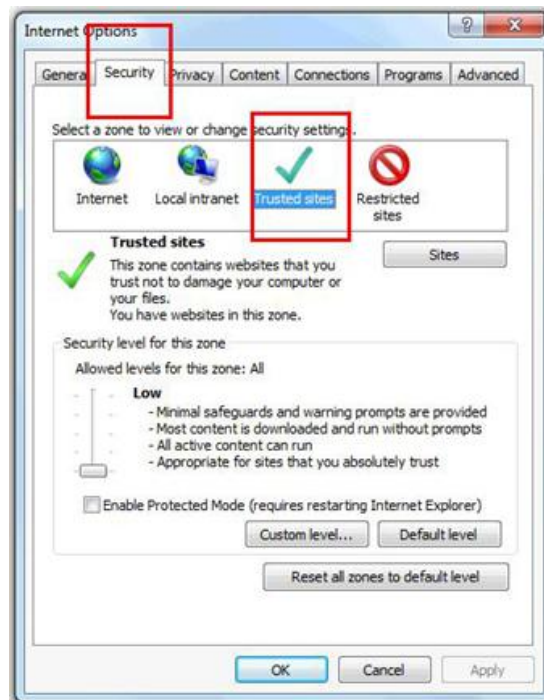 Internet Options
General Security Privacy Content Connections Programs Advanced
Select a zone to view or change security settings.
Internet Local intranet Trusted sites Restricted sites
Trusted sites
This zone contains websites that you
trust not to damage your computer or
your files.
You have websites in this zone.
Sites
Security level for this zone
Allowed levels for this zone: All
Low
- Minimal safeguards and warning prompts are provided
- Most content is downloaded and run without prompts
- All active content can run
- Appropriate for sites that you absolutely trust
Enable Protected Mode (requires restarting Internet Explorer)
Custom level... Default level
Reset all zones to default level
OK Cancel Apply